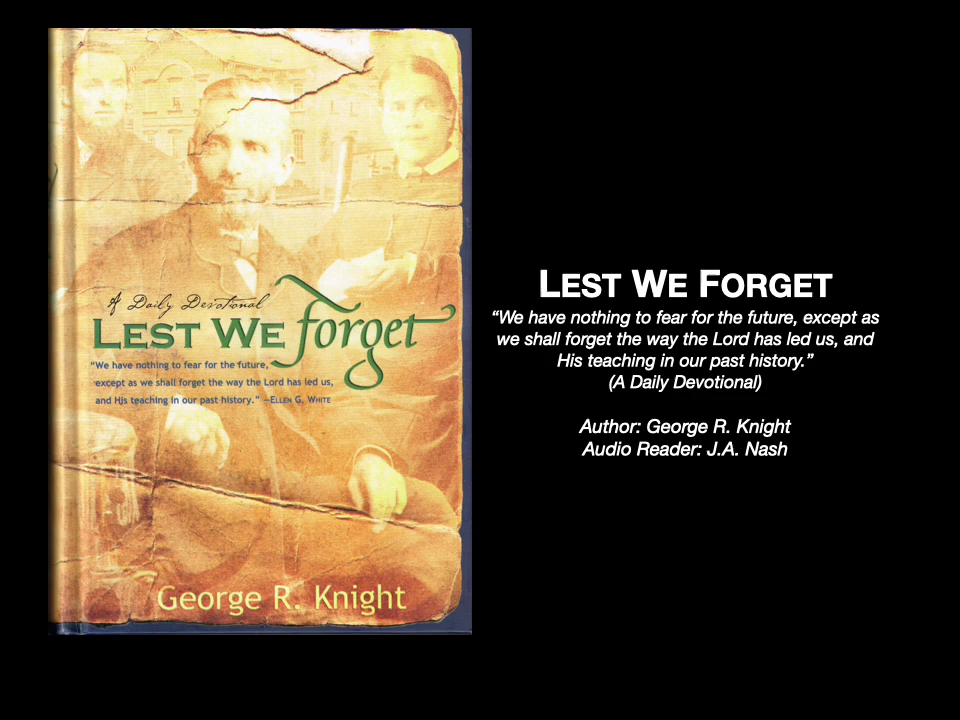 A Daily Devotional
LEST WE forget
“We have nothing to fear for the future,
except as we shall forget the way the Lord has led us,
and His teaching in our past history.” —ELLEN G. WHITE
George R. Knight
LEST WE FORGET
“We have nothing to fear for the future, except as
we shall forget the way the Lord has led us, and
His teaching in our past history.”
(A Daily Devotional)
Author: George R. Knight
Audio Reader: J.A. Nash